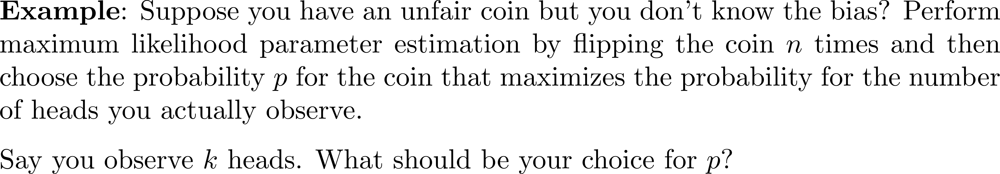 Example: Suppose you have an unfair coin but you don't know the bias? Perform
maximum likelihood parameter estimation by flipping the coin n times and then
choose the probability p for the coin that maximizes the probability for the number
of heads you actually observe.
Say you observe k heads. What should be your choice for p?